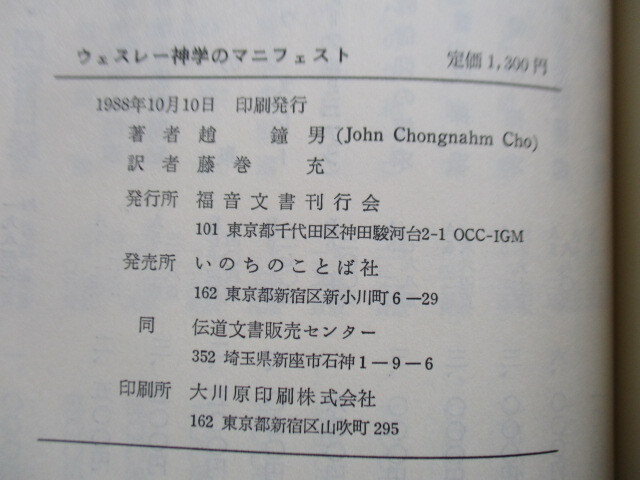 ウェスレー神学のマニフェスト 定価1,300円
1988年10月10日 印刷発行
著者 趙 鐘男 (John Chongnahm Cho)
訳者 藤巻 充
発行所 福音文書刊行会
101 東京都千代田区神田駿河台2-1 OCC-IGM
発売所 いのちのことば社
162 東京都新宿区新小川町6−29
同 伝道文書販売センター
352 埼玉県新座市石神1−9−6
印刷所 大川原印刷株式会社
162 東京都新宿区山吹町295